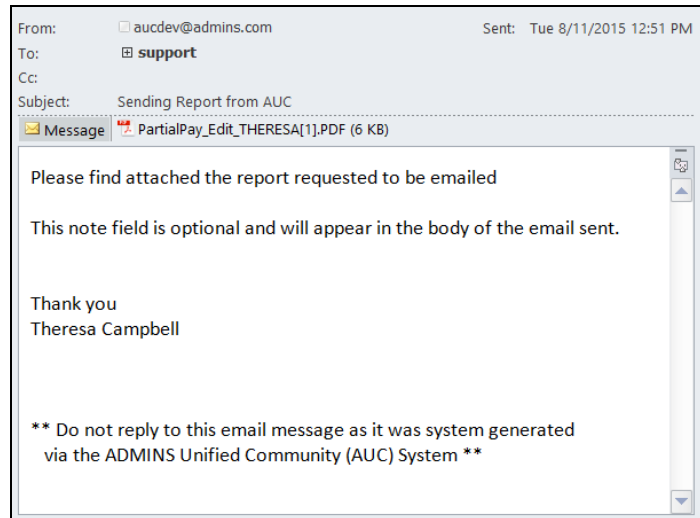 From: aucdev@admins.com Sent: Tue 8/11/2015 12:51 PM
To: support
Cc:
Subject: Sending Report from AUC
Message PartialPay_Edit_THERESA[1].PDF (6 KB)
Please find attached the report requested to be emailed
This note field is optional and will appear in the body of the email sent.
Thank you
Theresa Campbell
** Do not reply to this email message as it was system generated
via the ADMINS Unified Community (AUC) System **